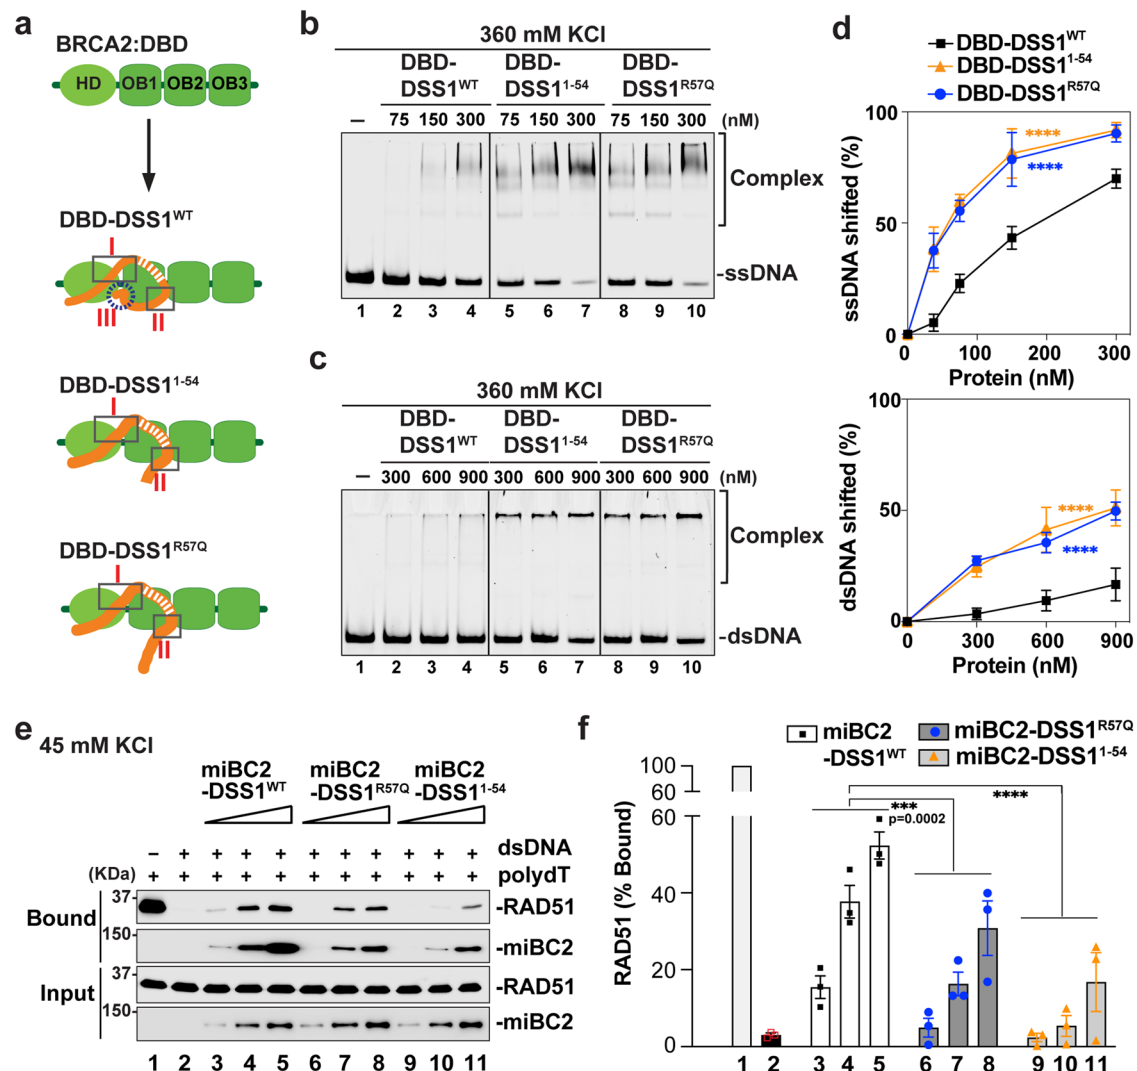 a
BRCA2:DBD
HD OB1 OB2 OB3
DBD-DSS1WT
I
III II
DBD-DSS11-54
I
II
DBD-DSS1R57Q
I
II
b
360 mM KCl
DBD- DBD- DBD-
DSS1WT DSS11-54 DSS1R57Q
– 75 150 300 75 150 300 75 150 300 (nM)
Complex
-ssDNA
1 2 3 4 5 6 7 8 9 10
c
360 mM KCl
DBD- DBD- DBD-
DSS1WT DSS11-54 DSS1R57Q
– 300 600 900 300 600 900 300 600 900 (nM)
Complex
-dsDNA
1 2 3 4 5 6 7 8 9 10
d
DBD-DSS1WT
DBD-DSS11-54
DBD-DSS1R57Q
ssDNA shifted (%)
100
50
0
****
****
0 100 200 300
Protein (nM)
dsDNA shifted (%)
100
50
0
****
****
0 300 600 900
Protein (nM)
e
45 mM KCl
miBC2 miBC2 miBC2
-DSS1WT -DSS1R57Q -DSS11-54
– + + + + + + + + + + dsDNA
+ + + + + + + + + + + polydT
(KDa)
Bound
37 -RAD51
150 -miBC2
Input
37 -RAD51
150 -miBC2
1 2 3 4 5 6 7 8 9 10 11
f
miBC2
-DSS1WT
miBC2-DSS1R57Q
miBC2-DSS11-54
RAD51 (% Bound)
100
60
60
40
20
0
***
p=0.0002
****
1 2 3 4 5 6 7 8 9 10 11